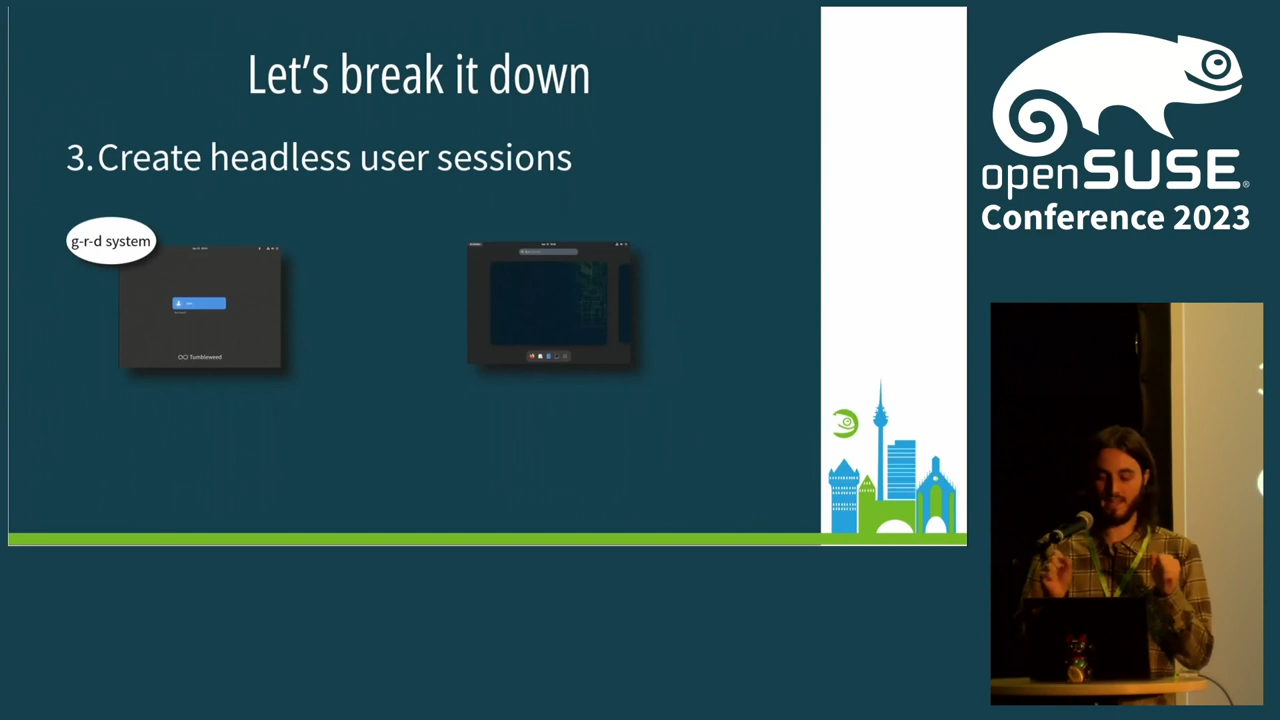 Let's break it down
3. Create headless user sessions
g-r-d system
Tumbleweed
openSUSE
Conference 2023